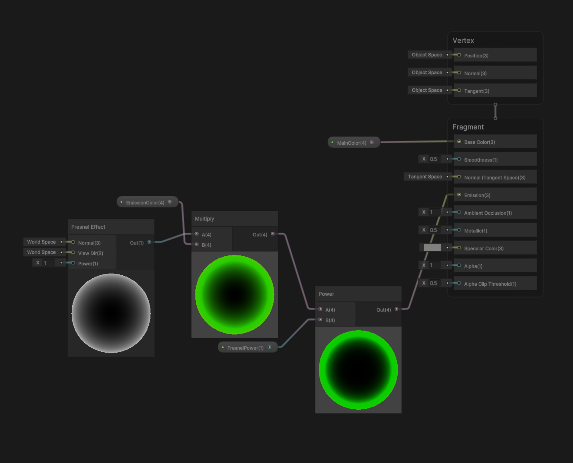 Vertex
Object Space
Position(3)
Object Space
Normal(3)
Object Space
Tangent(3)
Fragment
MainColor(4)
Base Color(3)
X 0.5
Smoothness(1)
Tangent Space
Normal (Tangent Space)(3)
Emission(3)
X 1
Ambient Occlusion(1)
X 0.5
Metallic(1)
Specular Color(3)
X 1
Alpha(1)
X 0.5
Alpha Clip Threshold(1)
EmissionColor(4)
Multiply
A(4)
Out(4)
B(4)
Fresnel Effect
World Space
Normal(3)
Out(1)
World Space
View Dir(3)
X 1
Power(1)
Power
A(4)
Out(4)
B(4)
FresnelPower(1)